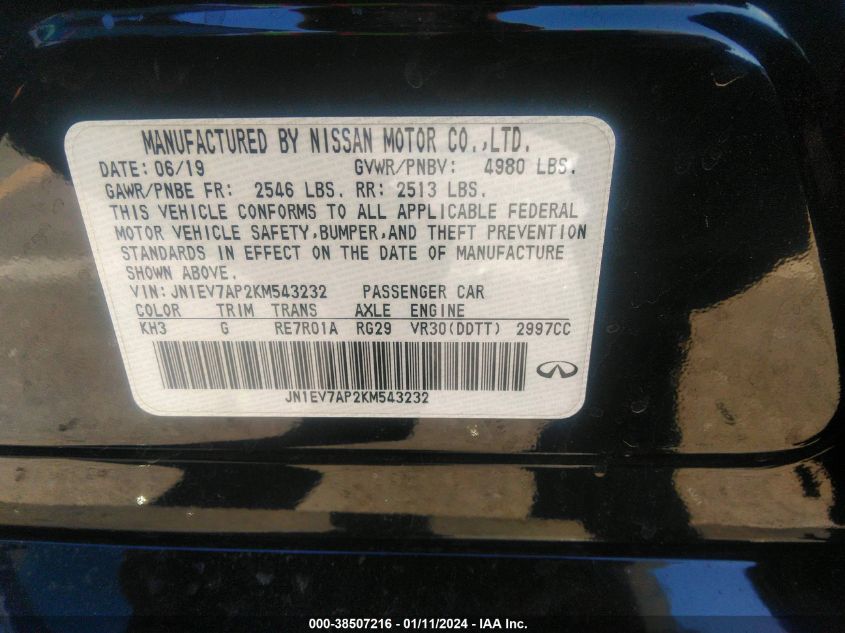 MANUFACTURED BY NISSAN MOTOR CO.,LTD.
DATE: 06/19 GVWR/PNBV: 4980 LBS.
GAWR/PNBE FR: 2546 LBS. RR: 2513 LBS.
THIS VEHICLE CONFORMS TO ALL APPLICABLE FEDERAL
MOTOR VEHICLE SAFETY,BUMPER,AND THEFT PREVENTION
STANDARDS IN EFFECT ON THE DATE OF MANUFACTURE
SHOWN ABOVE.
VIN: JN1EV7AP2KM543232 PASSENGER CAR
COLOR TRIM TRANS AXLE ENGINE
KH3 G RE7R01A RG29 VR30(DDTT) 2997CC
JN1EV7AP2KM543232
000-38507216 - 01/11/2024 - IAA Inc.